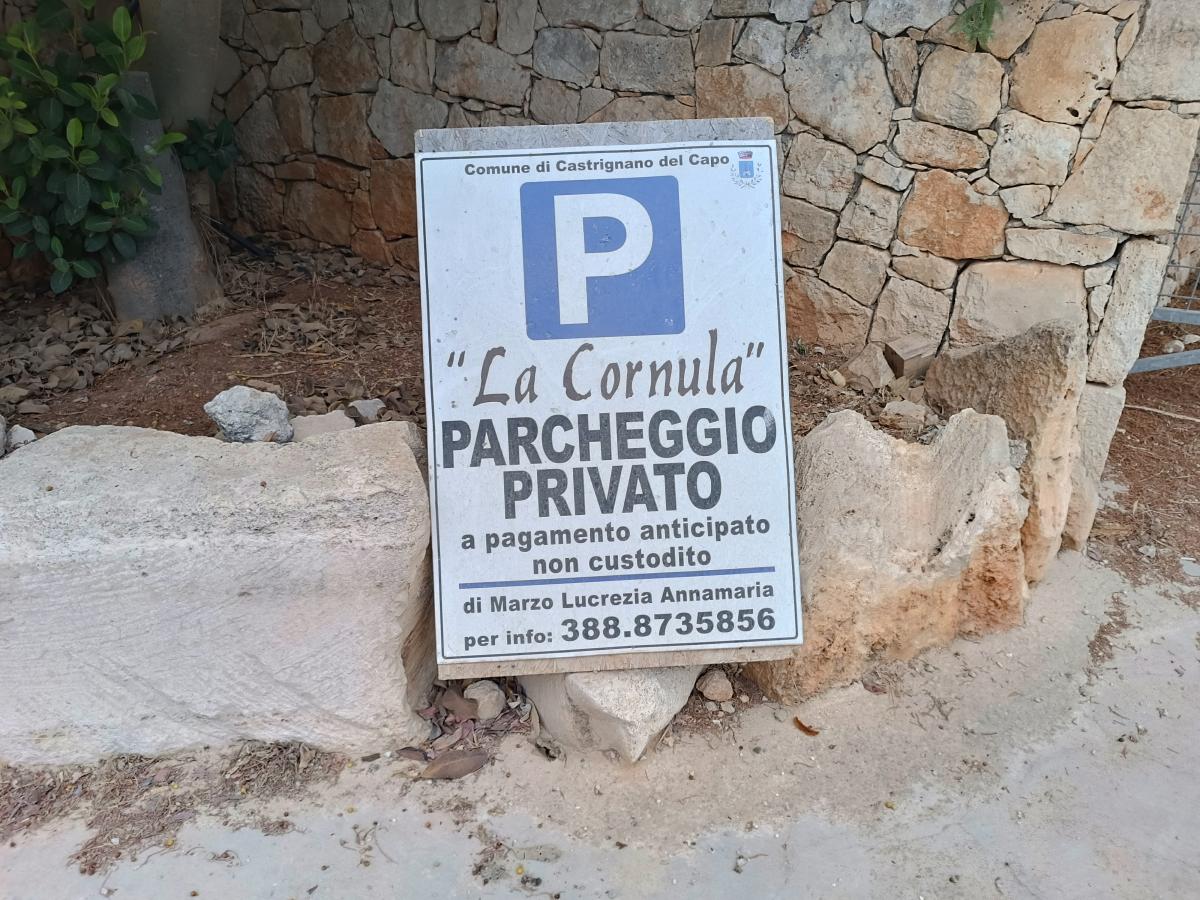 Comune di Castrignano del Capo
P
"La Cornula"
PARCHEGGIO
PRIVATO
a pagamento anticipato
non custodito
di Marzo Lucrezia Annamaria
per info: 388.8735856